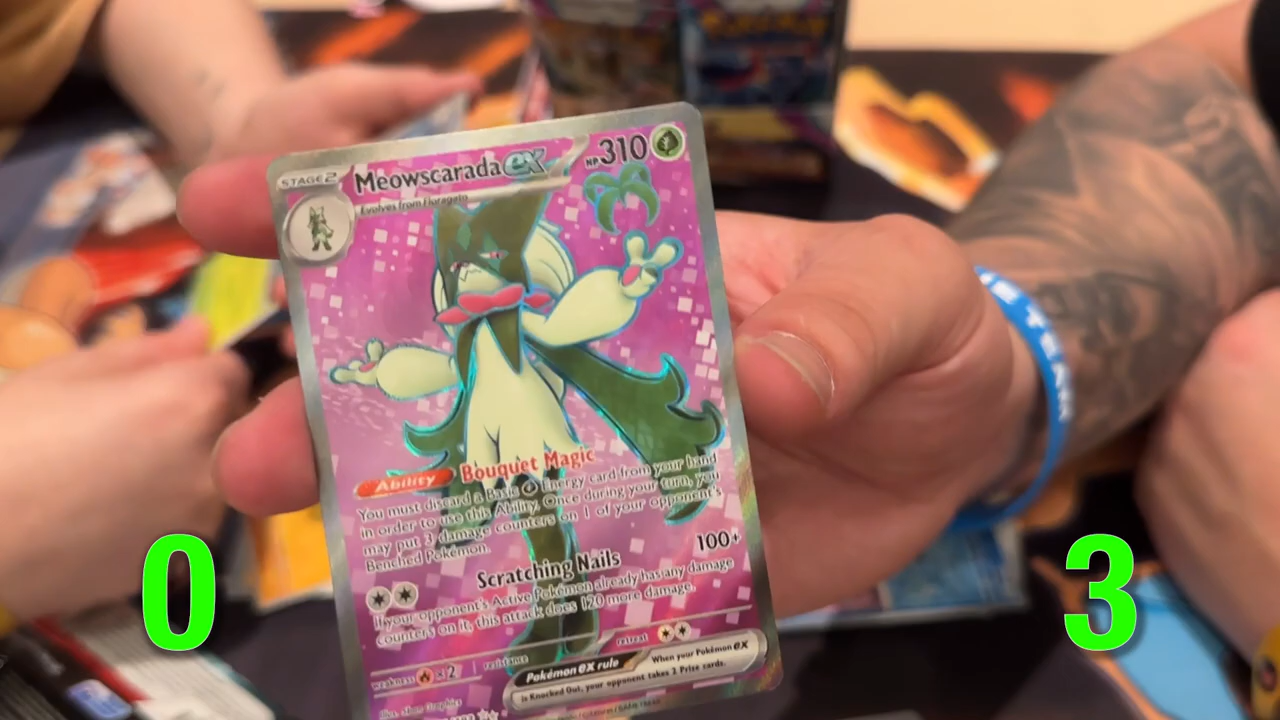 STAGE2
Meowscarada ex
HP 310
Evolves from Floragato
Ability Bouquet Magic
You must discard a Basic Energy card from your hand
in order to use this Ability. Once during your turn, you
may put 3 damage counters on 1 of your opponent's
Benched Pokémon.
Scratching Nails 100+
If your opponent's Active Pokémon already has any damage
counters on it, this attack does 120 more damage.
weakness ×2 resistance retreat
Pokémon ex rule When your Pokémon ex
is Knocked Out, your opponent takes 2 Prize cards.
0
3